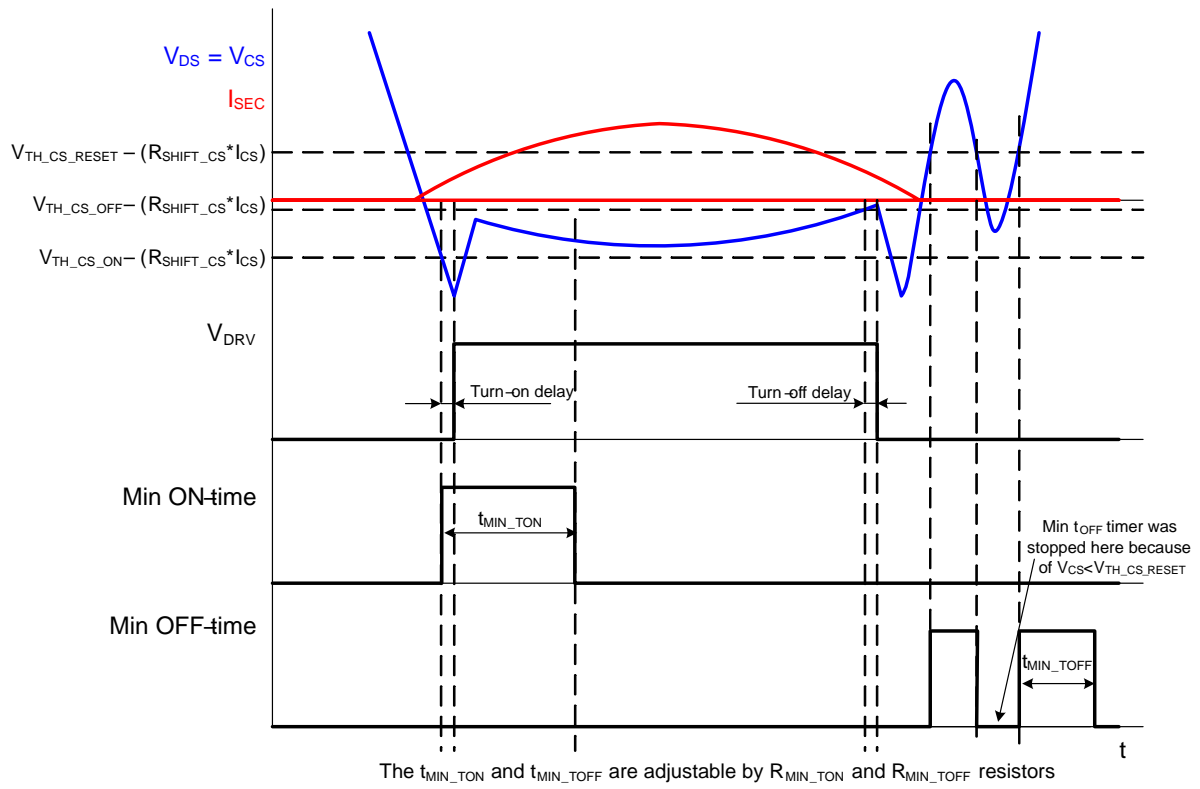 VDS = VCS
ISEC
VTH_CS_RESET – (RSHIFT_CS*ICS)
VTH_CS_OFF – (RSHIFT_CS*ICS)
VTH_CS_ON – (RSHIFT_CS*ICS)
VDRV
Turn-on delay
Turn-off delay
Min ON-time
tMIN_TON
Min tOFF timer was
stopped here because
of VCS<VTH_CS_RESET
Min OFF-time
tMIN_TOFF
t
The tMIN_TON and tMIN_TOFF are adjustable by RMIN_TON and RMIN_TOFF resistors